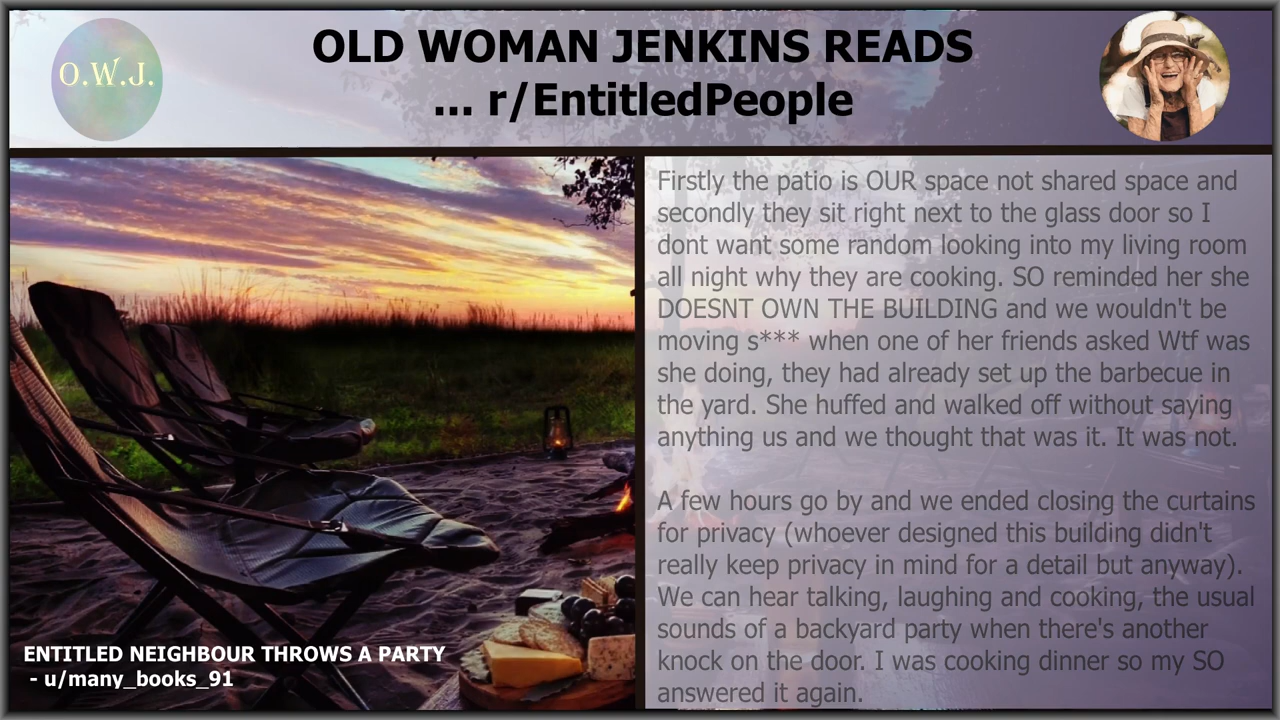 O.W.J.
OLD WOMAN JENKINS READS
... r/EntitledPeople
Firstly the patio is OUR space not shared space and
secondly they sit right next to the glass door so I
dont want some random looking into my living room
all night why they are cooking. SO reminded her she
DOESNT OWN THE BUILDING and we wouldn't be
moving s*** when one of her friends asked Wtf was
she doing, they had already set up the barbecue in
the yard. She huffed and walked off without saying
anything us and we thought that was it. It was not.
A few hours go by and we ended closing the curtains
for privacy (whoever designed this building didn't
really keep privacy in mind for a detail but anyway).
We can hear talking, laughing and cooking, the usual
sounds of a backyard party when there's another
knock on the door. I was cooking dinner so my SO
answered it again.
ENTITLED NEIGHBOUR THROWS A PARTY
- u/many_books_91